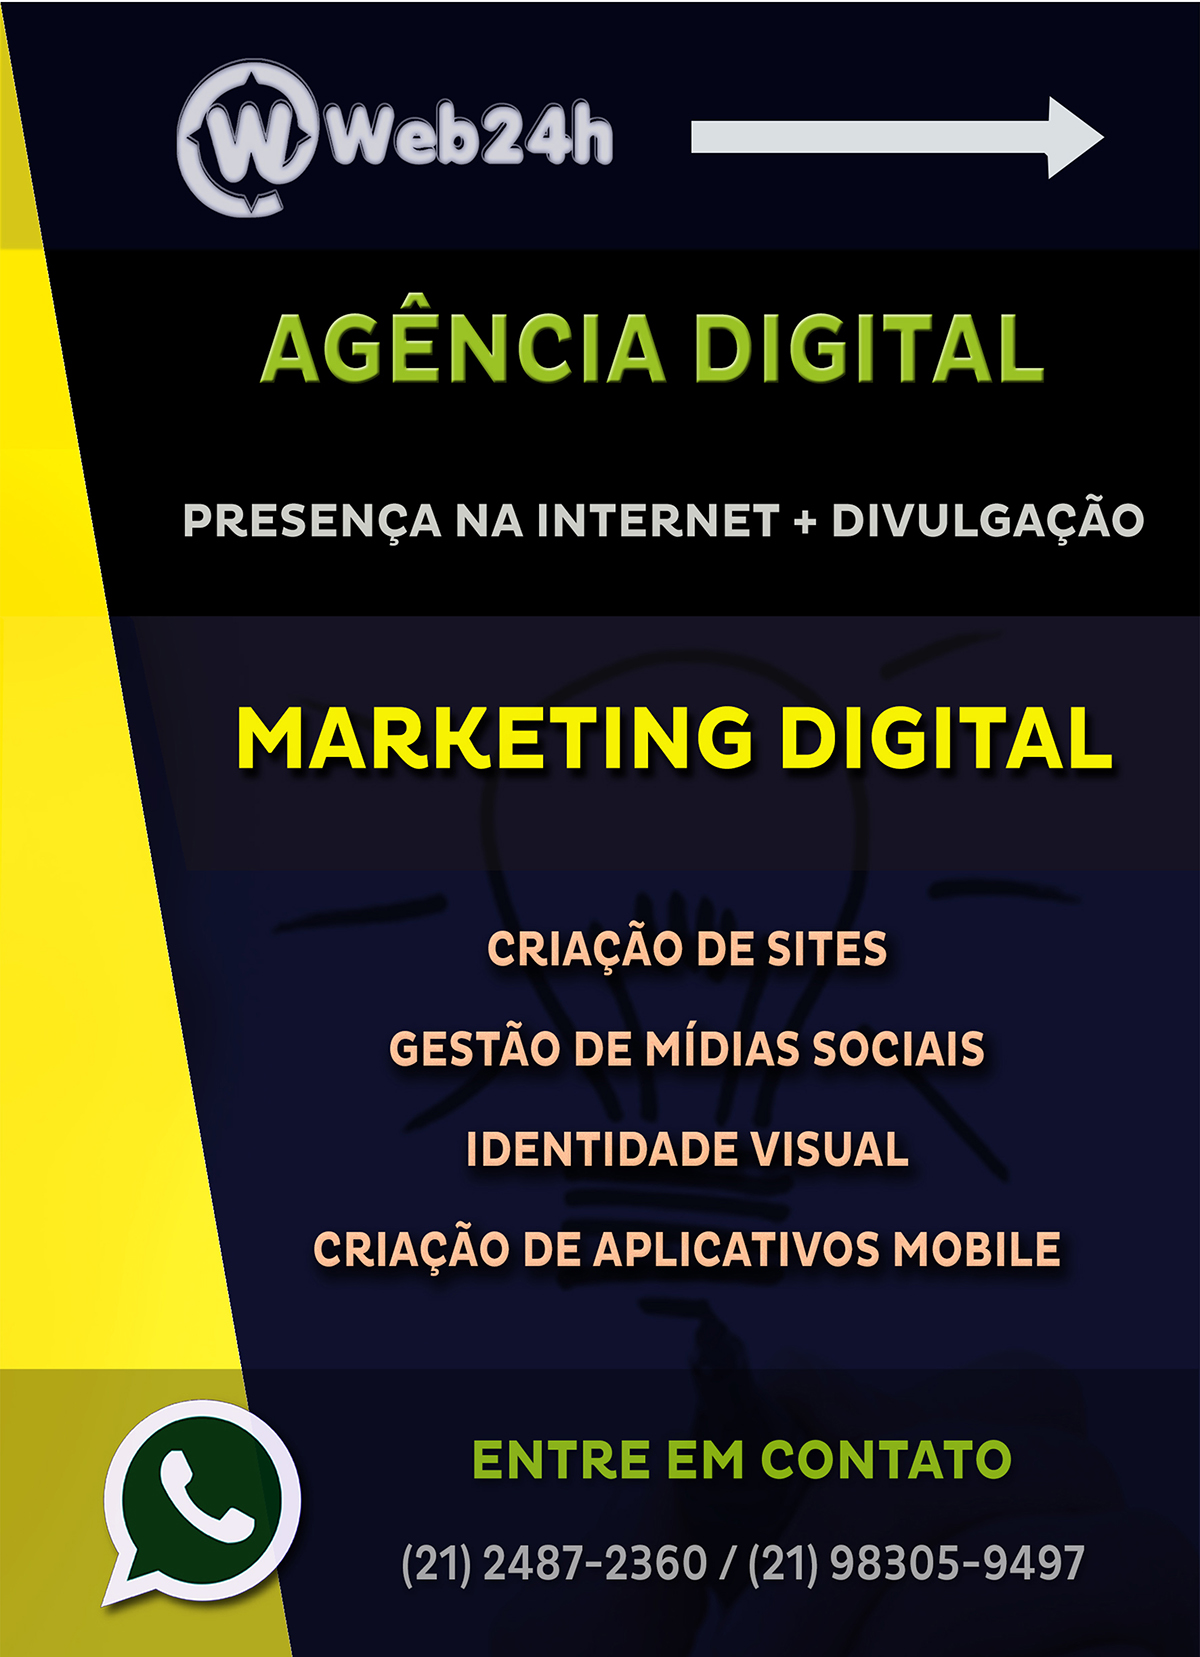 W Web24h
AGÊNCIA DIGITAL
PRESENÇA NA INTERNET + DIVULGAÇÃO
MARKETING DIGITAL
CRIAÇÃO DE SITES
GESTÃO DE MÍDIAS SOCIAIS
IDENTIDADE VISUAL
CRIAÇÃO DE APLICATIVOS MOBILE
ENTRE EM CONTATO
(21) 2487-2360 / (21) 98305-9497